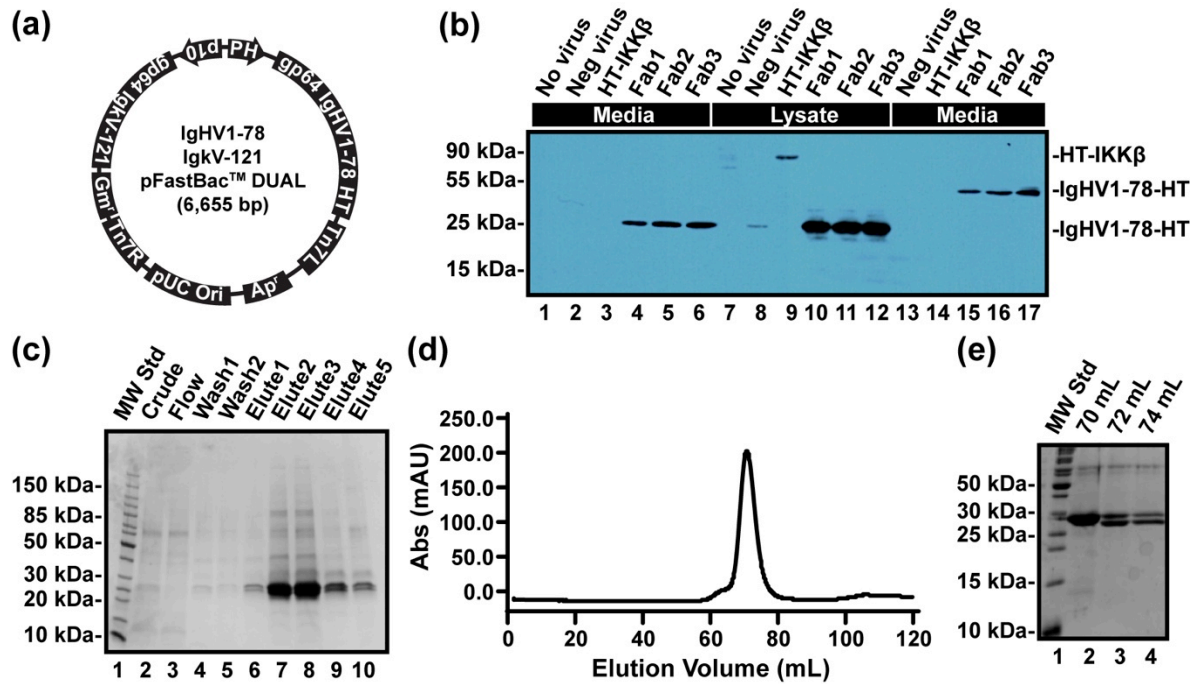 (a)
p10
PH
gp64 IgHV1-78 HT
Tn7L
Apʳ
pUC Ori
Tn7R
Gmʳ
gp64 IgkV-121
IgHV1-78
IgkV-121
pFastBac™ DUAL
(6,655 bp)
(b)
No virus
Neg virus
HT-IKKβ
Fab1
Fab2
Fab3
No virus
Neg virus
HT-IKKβ
Fab1
Fab2
Fab3
Neg virus
HT-IKKβ
Fab1
Fab2
Fab3
Media Lysate Media
90 kDa-
55 kDa-
25 kDa-
15 kDa-
-HT-IKKβ
-IgHV1-78-HT
-IgHV1-78-HT
1 2 3 4 5 6 7 8 9 10 11 12 13 14 15 16 17
(c)
MW Std
Crude
Flow
Wash1
Wash2
Elute1
Elute2
Elute3
Elute4
Elute5
150 kDa-
85 kDa-
50 kDa-
30 kDa-
20 kDa-
10 kDa-
1 2 3 4 5 6 7 8 9 10
(d)
Abs (mAU)
250.0
200.0
150.0
100.0
50.0
0.0
0 20 40 60 80 100 120
Elution Volume (mL)
(e)
MW Std
70 mL
72 mL
74 mL
50 kDa-
30 kDa-
25 kDa-
15 kDa-
10 kDa-
1 2 3 4